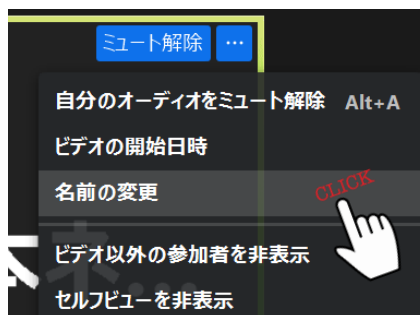 ミュート解除 ...
自分のオーディオをミュート解除 Alt+A
ビデオの開始日時
名前の変更
CLICK
ビデオ以外の参加者を非表示
セルフビューを非表示